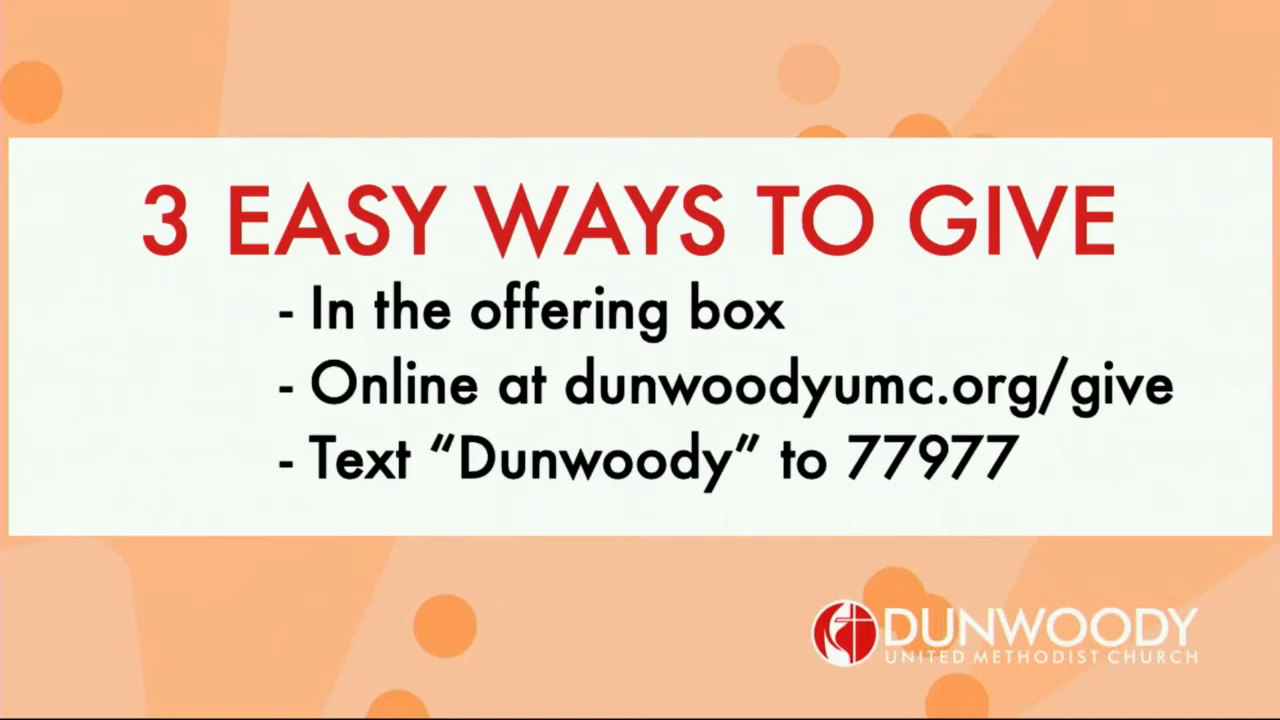 3 EASY WAYS TO GIVE
- In the offering box
- Online at dunwoodyumc.org/give
- Text “Dunwoody” to 77977
DUNWOODY
UNITED METHODIST CHURCH